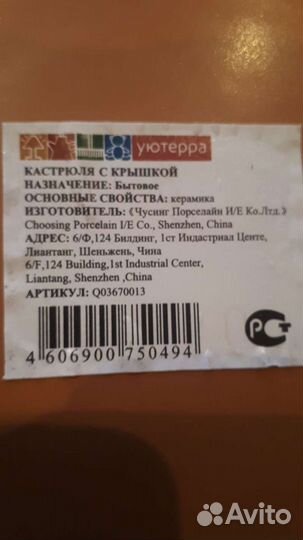 уютерра
КАСТРЮЛЯ С КРЫШКОЙ
НАЗНАЧЕНИЕ: Бытовое
ОСНОВНЫЕ СВОЙСТВА: керамика
ИЗГОТОВИТЕЛЬ: «Чусинг Порселайн И/Е Ко.Лтд.»
Choosing Porcelain I/E Co., Shenzhen, China
АДРЕС: 6/Ф,124 Билдинг, 1ст Индастриал Центе,
Лиантанг, Шеньжень, Чина
6/F,124 Building,1st Industrial Center,
Liantang, Shenzhen ,China
АРТИКУЛ: Q03670013
4 606900 750494
РСТ
Avito